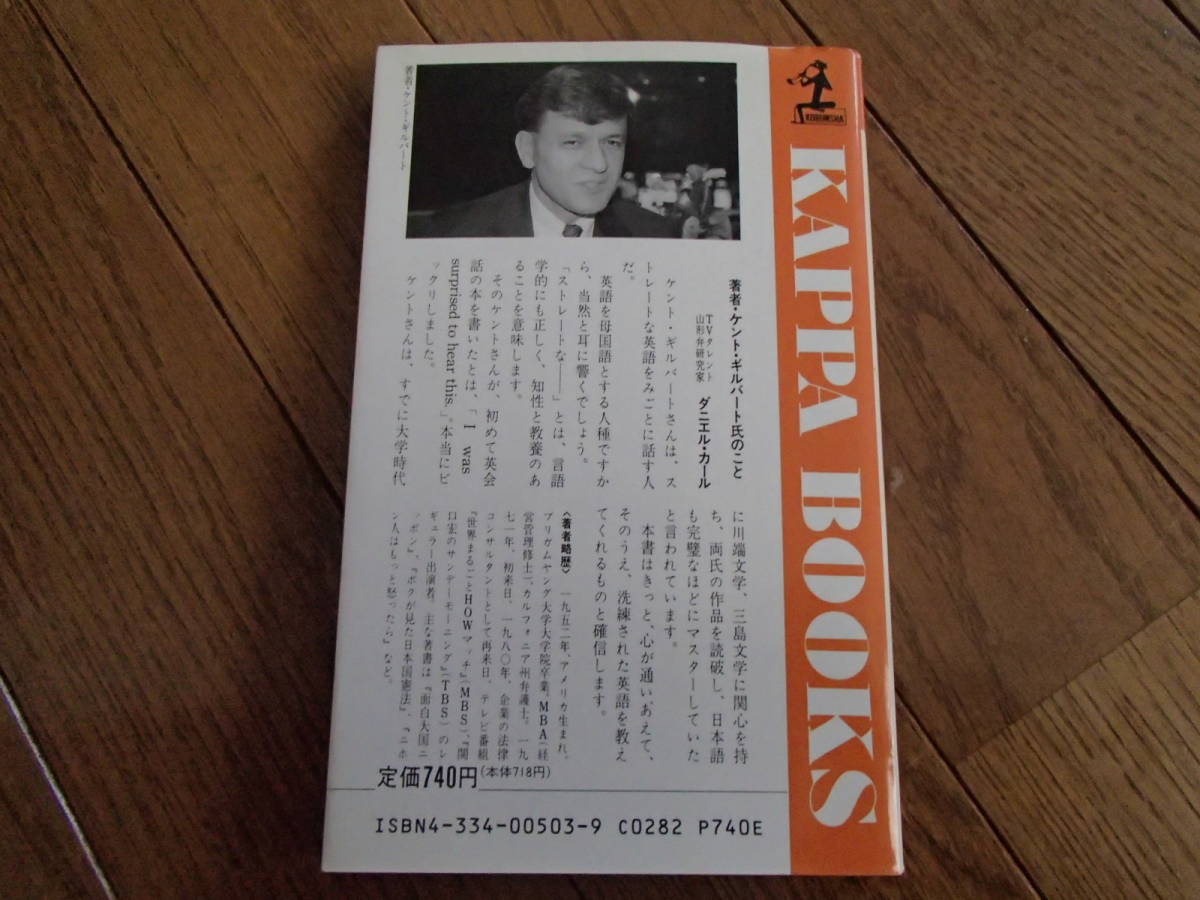 著者・ケント・ギルバート
著者・ケント・ギルバート氏のこと
TVタレント
山形弁研究家
ダニエル・カール
ケント・ギルバートさんは、ス
トレートな英語をみごとに話す人
だ。
英語を母国語とする人種ですか
ら、当然と耳に響くでしょう。
「ストレートな――」とは、言語
学的にも正しく、知性と教養のあ
ることを意味します。
そのケントさんが、初めて英会
話の本を書いたとは、「I was
surprised to hear this」。本当にビ
ックリしました。
ケントさんは、すでに大学時代
に川端文学、三島文学に関心を持
ち、両氏の作品を読破し、日本語
も完璧なほどにマスターしていた
と言われています。
本書はきっと、心が通いあえて、
そのうえ、洗練された英語を教え
てくれるものと確信します。
〈著者略歴〉 一九五二年、アメリカ生まれ。
ブリガムヤング大学大学院卒業。MBA(経
営管理修士)、カルフォニア州弁護士。一九
七一年、初来日。一九八〇年、企業の法律
コンサルタントとして再来日。テレビ番組
『世界まるごとHOWマッチ』(MBS)、『関
口宏のサンデーモーニング』(TBS)のレ
ギュラー出演者。主な著書は『面白大国ニ
ッポン』、『ボクが見た日本国憲法』、『ニホ
ン人はもっと怒ったら』など。
定価740円(本体718円)
ISBN4-334-00503-9 C0282 P740E
KOBUNSHA
KAPPA BOOKS